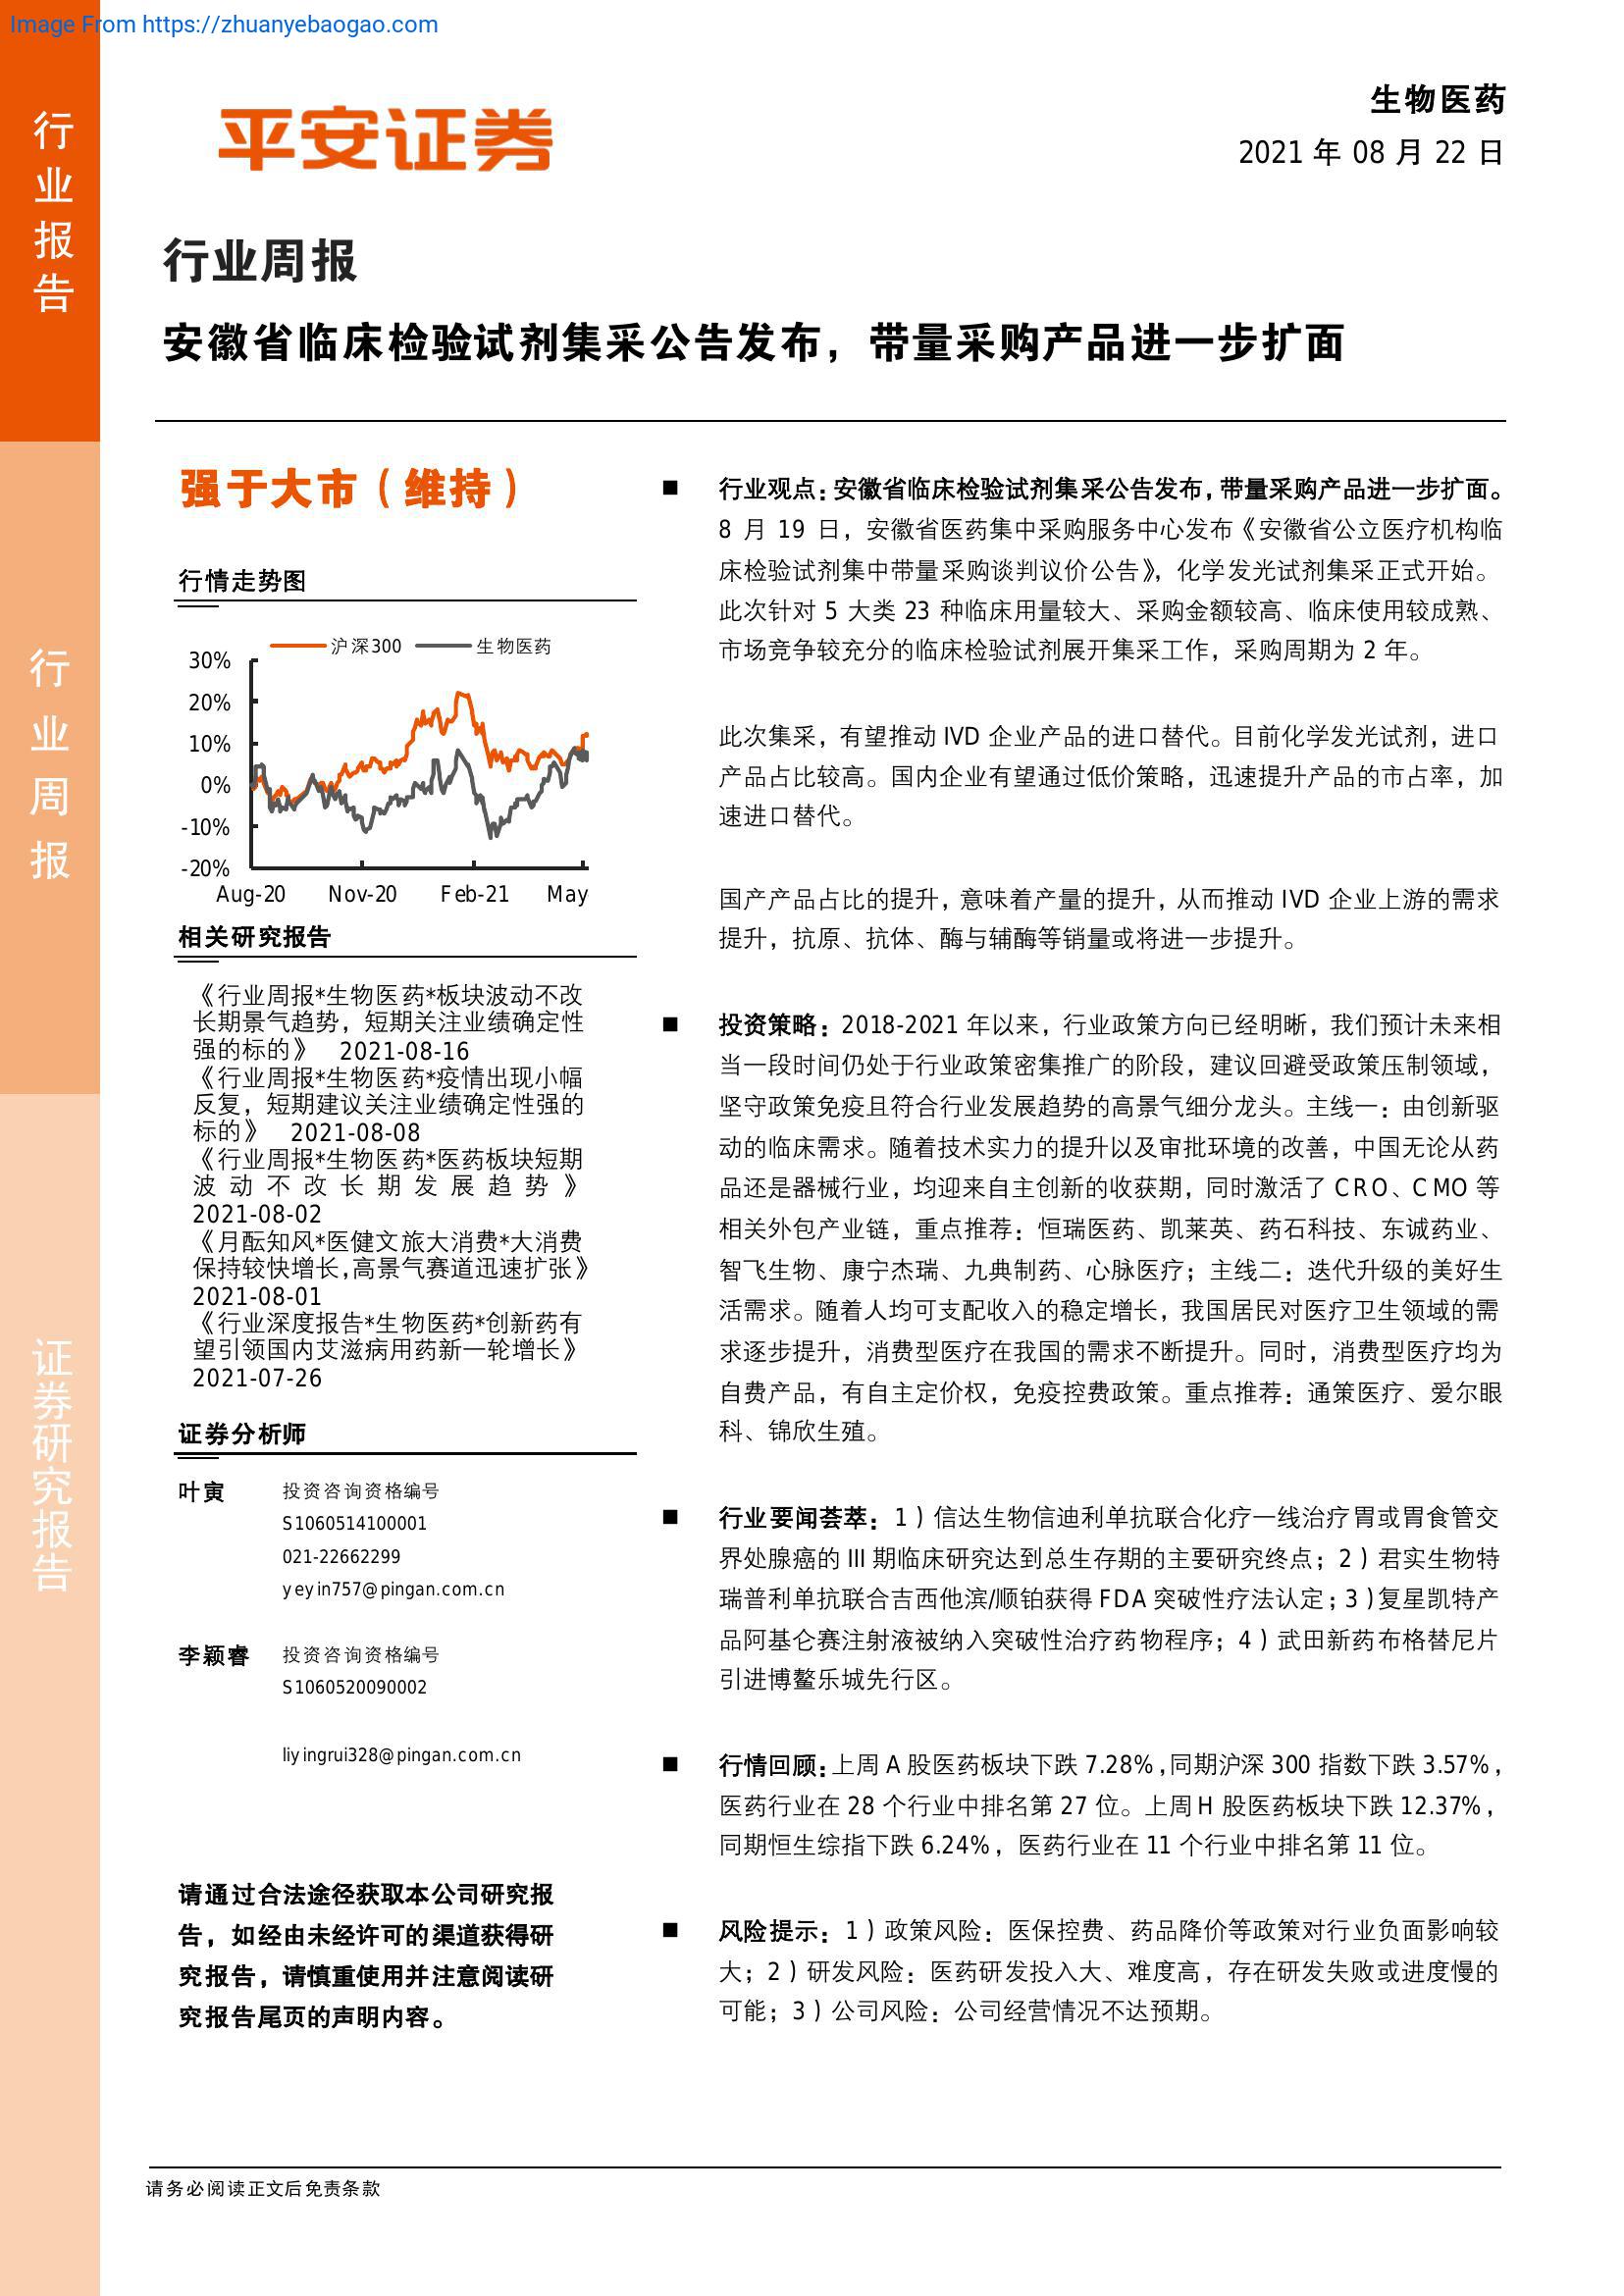 Image From https://zhuanyebaogao.com
行业报告
行业周报
证券研究报告
平安证券
生物医药
2021 年 08 月 22 日
行业周报
安徽省临床检验试剂集采公告发布，带量采购产品进一步扩面
强于大市（维持）
行情走势图
沪深300 生物医药
30%
20%
10%
0%
-10%
-20%
Aug-20 Nov-20 Feb-21 May
相关研究报告
《行业周报*生物医药*板块波动不改
长期景气趋势，短期关注业绩确定性
强的标的》 2021-08-16
《行业周报*生物医药*疫情出现小幅
反复，短期建议关注业绩确定性强的
标的》 2021-08-08
《行业周报*生物医药*医药板块短期
波动不改长期发展趋势》
2021-08-02
《月酝知风*医健文旅大消费*大消费
保持较快增长,高景气赛道迅速扩张》
2021-08-01
《行业深度报告*生物医药*创新药有
望引领国内艾滋病用药新一轮增长》
2021-07-26
证券分析师
叶寅 投资咨询资格编号
S1060514100001
021-22662299
yeyin757@pingan.com.cn
李颖睿 投资咨询资格编号
S1060520090002
liyingrui328@pingan.com.cn
请通过合法途径获取本公司研究报
告，如经由未经许可的渠道获得研
究报告，请慎重使用并注意阅读研
究报告尾页的声明内容。
■ 行业观点：安徽省临床检验试剂集采公告发布，带量采购产品进一步扩面。
8 月 19 日，安徽省医药集中采购服务中心发布《安徽省公立医疗机构临
床检验试剂集中带量采购谈判议价公告》，化学发光试剂集采正式开始。
此次针对 5 大类 23 种临床用量较大、采购金额较高、临床使用较成熟、
市场竞争较充分的临床检验试剂展开集采工作，采购周期为 2 年。
此次集采，有望推动 IVD 企业产品的进口替代。目前化学发光试剂，进口
产品占比较高。国内企业有望通过低价策略，迅速提升产品的市占率，加
速进口替代。
国产产品占比的提升，意味着产量的提升，从而推动 IVD 企业上游的需求
提升，抗原、抗体、酶与辅酶等销量或将进一步提升。
■ 投资策略：2018-2021 年以来，行业政策方向已经明晰，我们预计未来相
当一段时间仍处于行业政策密集推广的阶段，建议回避受政策压制领域，
坚守政策免疫且符合行业发展趋势的高景气细分龙头。主线一：由创新驱
动的临床需求。随着技术实力的提升以及审批环境的改善，中国无论从药
品还是器械行业，均迎来自主创新的收获期，同时激活了 CRO、CMO 等
相关外包产业链，重点推荐：恒瑞医药、凯莱英、药石科技、东诚药业、
智飞生物、康宁杰瑞、九典制药、心脉医疗；主线二：迭代升级的美好生
活需求。随着人均可支配收入的稳定增长，我国居民对医疗卫生领域的需
求逐步提升，消费型医疗在我国的需求不断提升。同时，消费型医疗均为
自费产品，有自主定价权，免疫控费政策。重点推荐：通策医疗、爱尔眼
科、锦欣生殖。
■ 行业要闻荟萃：1）信达生物信迪利单抗联合化疗一线治疗胃或胃食管交
界处腺癌的 III 期临床研究达到总生存期的主要研究终点；2）君实生物特
瑞普利单抗联合吉西他滨/顺铂获得 FDA 突破性疗法认定；3）复星凯特产
品阿基仑赛注射液被纳入突破性治疗药物程序；4）武田新药布格替尼片
引进博鳌乐城先行区。
■ 行情回顾：上周 A 股医药板块下跌 7.28%，同期沪深 300 指数下跌 3.57%，
医药行业在 28 个行业中排名第 27 位。上周 H 股医药板块下跌 12.37%，
同期恒生综指下跌 6.24%，医药行业在 11 个行业中排名第 11 位。
■ 风险提示：1）政策风险：医保控费、药品降价等政策对行业负面影响较
大；2）研发风险：医药研发投入大、难度高，存在研发失败或进度慢的
可能；3）公司风险：公司经营情况不达预期。
请务必阅读正文后免责条款